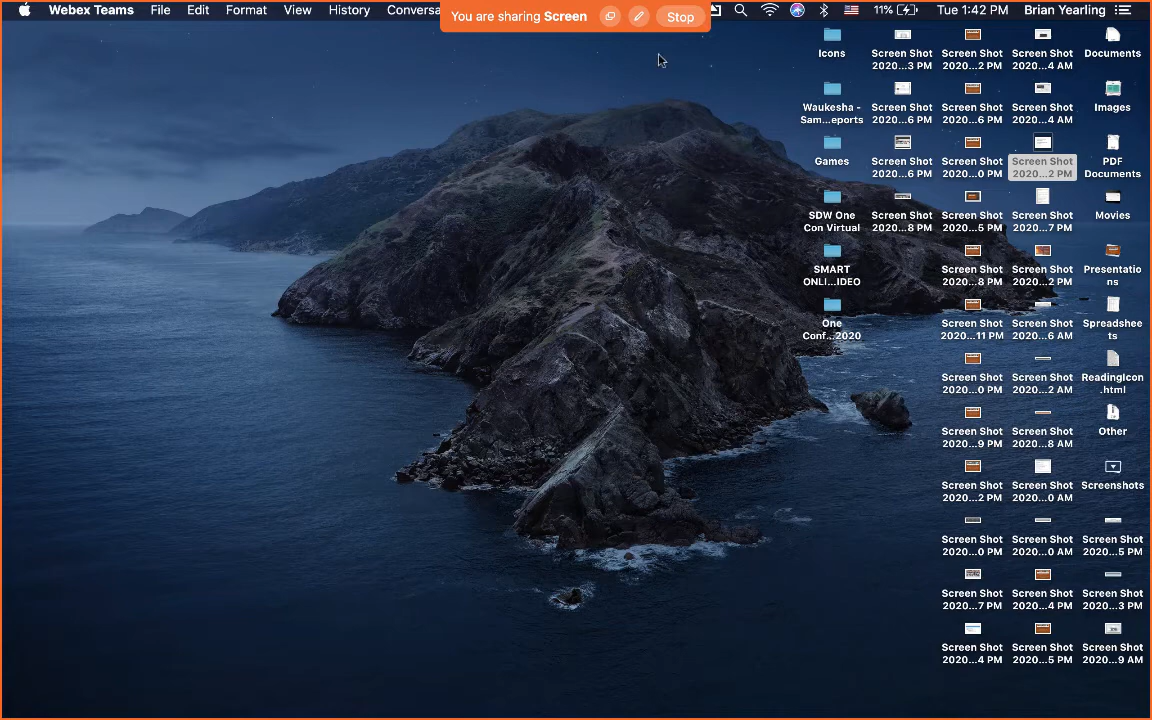 Webex Teams File Edit Format View History Conversa You are sharing Screen Stop 11% Tue 1:42 PM Brian Yearling
Icons
Screen Shot
2020...3 PM
Screen Shot
2020...2 PM
Screen Shot
2020...4 AM
Documents
Waukesha -
Sam...eports
Screen Shot
2020...6 PM
Screen Shot
2020...6 PM
Screen Shot
2020...4 AM
Images
Games
Screen Shot
2020...6 PM
Screen Shot
2020...0 PM
Screen Shot
2020...2 PM
PDF
Documents
SDW One
Con Virtual
Screen Shot
2020...8 PM
Screen Shot
2020...5 PM
Screen Shot
2020...7 PM
Movies
SMART
ONLI...IDEO
Screen Shot
2020...8 PM
Screen Shot
2020...2 PM
Presentatio
ns
One
Conf...2020
Screen Shot
2020...11 PM
Screen Shot
2020...6 AM
Spreadshee
ts
Screen Shot
2020...0 PM
Screen Shot
2020...2 AM
ReadingIcon
.html
Screen Shot
2020...9 PM
Screen Shot
2020...8 AM
Other
Screen Shot
2020...2 PM
Screen Shot
2020...0 AM
Screenshots
Screen Shot
2020...0 PM
Screen Shot
2020...0 AM
Screen Shot
2020...5 PM
Screen Shot
2020...7 PM
Screen Shot
2020...4 PM
Screen Shot
2020...3 PM
Screen Shot
2020...4 PM
Screen Shot
2020...5 PM
Screen Shot
2020...9 AM